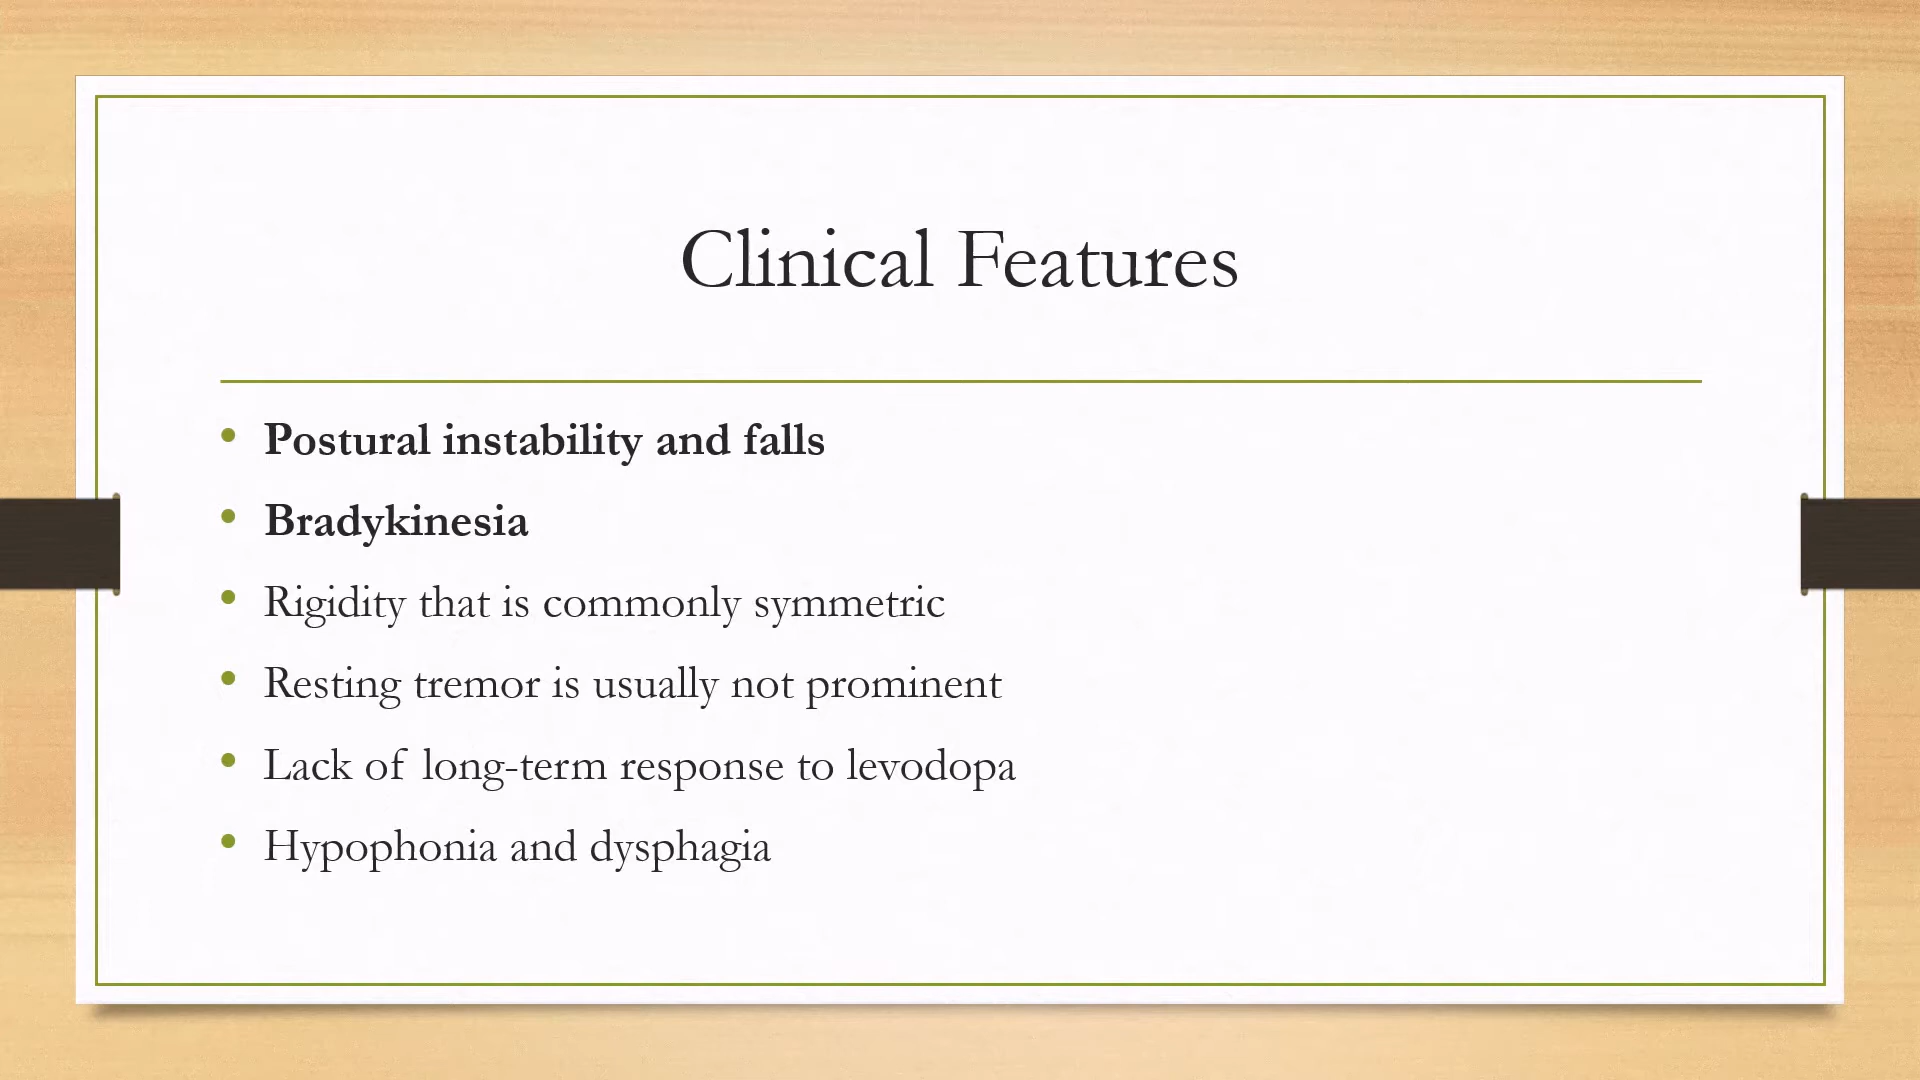 Clinical Features
• Postural instability and falls
• Bradykinesia
• Rigidity that is commonly symmetric
• Resting tremor is usually not prominent
• Lack of long-term response to levodopa
• Hypophonia and dysphagia